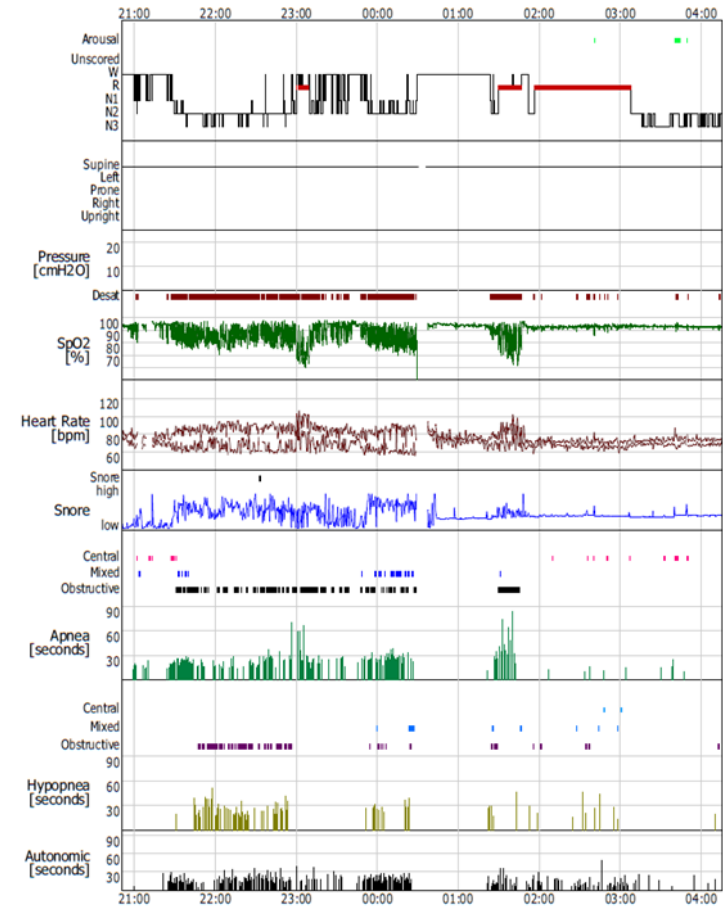 21:00 22:00 23:00 00:00 01:00 02:00 03:00 04:00
Arousal
Unscored
W
R
N1
N2
N3
Supine
Left
Prone
Right
Upright
20
Pressure
[cmH2O] 10
Desat
100
90
SpO2 80
[%] 70
120
Heart Rate 100
[bpm] 80
60
Snore
high
Snore
low
Central
Mixed
Obstructive
90
Apnea 60
[seconds] 30
Central
Mixed
Obstructive
90
Hypopnea 60
[seconds] 30
90
Autonomic 60
[seconds] 30
21:00 22:00 23:00 00:00 01:00 02:00 03:00 04:00